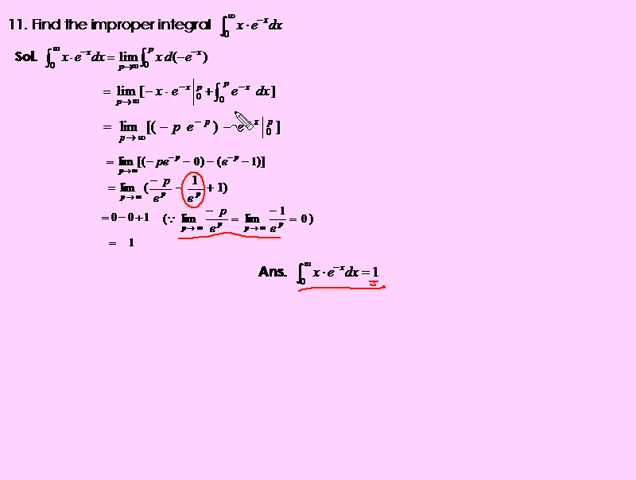 11. Find the improper integral ∫₀^∞ x·e^{-x}dx
Sol. ∫₀^∞ x·e^{-x}dx = lim_{p→∞} ∫₀^p x d(−e^{-x})
= lim_{p→∞} [−x·e^{-x}|₀^p + ∫₀^p e^{-x} dx]
= lim_{p→∞} [(−p e^{-p}) − e^{-x}|₀^p]
= lim_{p→∞} [(−pe^{-p} − 0) − (e^{-p} − 1)]
= lim_{p→∞} (−p/e^p − 1/e^p + 1)
= 0 − 0 + 1 (∵ lim_{p→∞} −p/e^p = lim_{p→∞} −1/e^p = 0)
= 1
Ans. ∫₀^∞ x·e^{-x}dx = 1